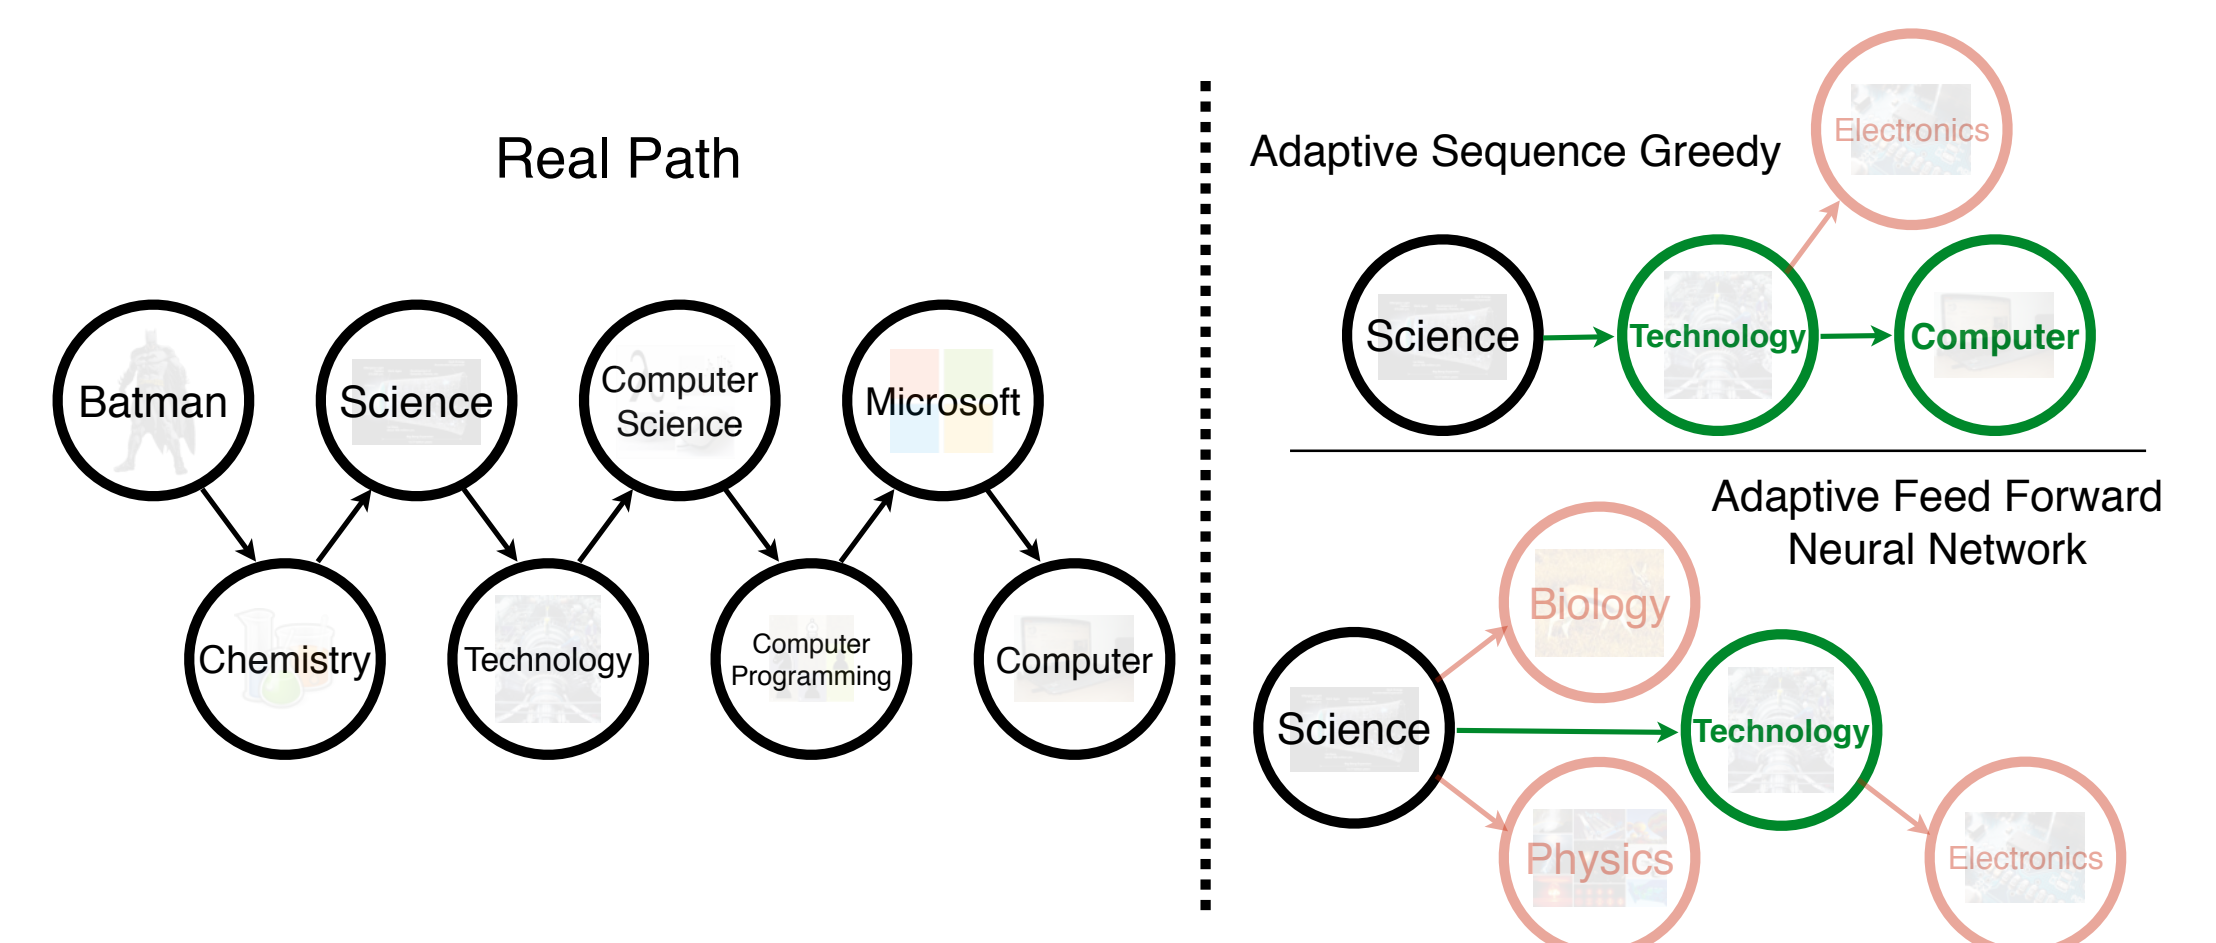 Real Path
Batman
Science
Computer
Science
Microsoft
Chemistry
Technology
Computer
Programming
Computer
Adaptive Sequence Greedy
Electronics
Science
Technology
Computer
Adaptive Feed Forward
Neural Network
Biology
Science
Technology
Physics
Electronics